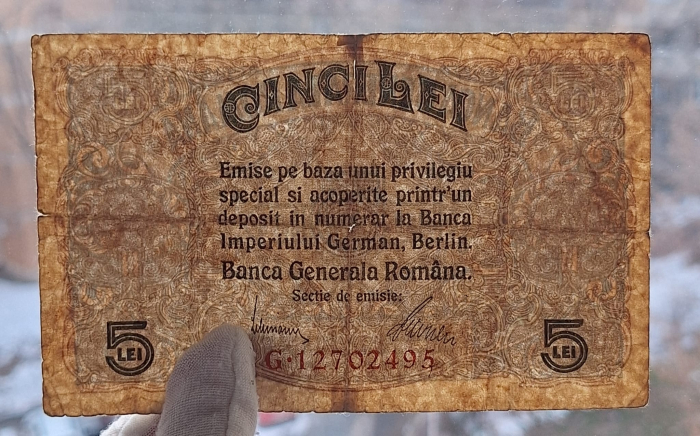 CINCI LEI
Emise pe baza unui privilegiu
special si acoperite printr'un
deposit in numerar la Banca
Imperiului German, Berlin.
Banca Generala Româna.
Sectie de emisie:
5 LEI
5 LEI
G·12702495